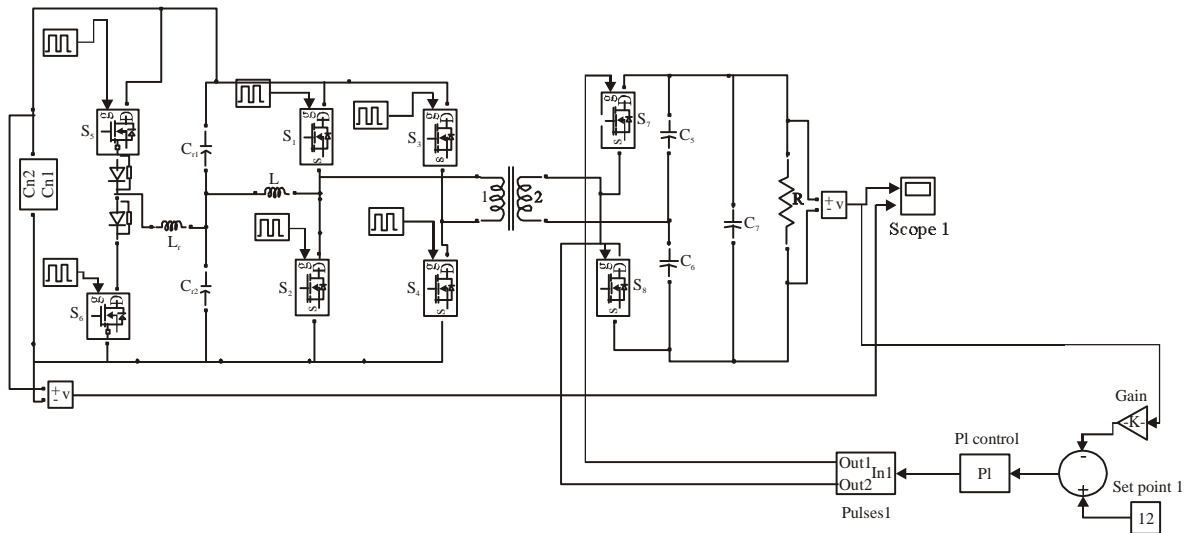 g
D
S5
g
D
S1
s
g
D
S3
s
g
D
S7
C5
Cr1
Cn2
Cn1
L
1
2
R
+
-
v
Scope 1
Lr
C7
g
D
S6
Cr2
g
D
S2
s
g
D
S4
s
g
D
S8
s
C6
+
-
v
Gain
-K-
PI control
Out1
Out2
In1
PI
-
+
Set point 1
Pulses1
12